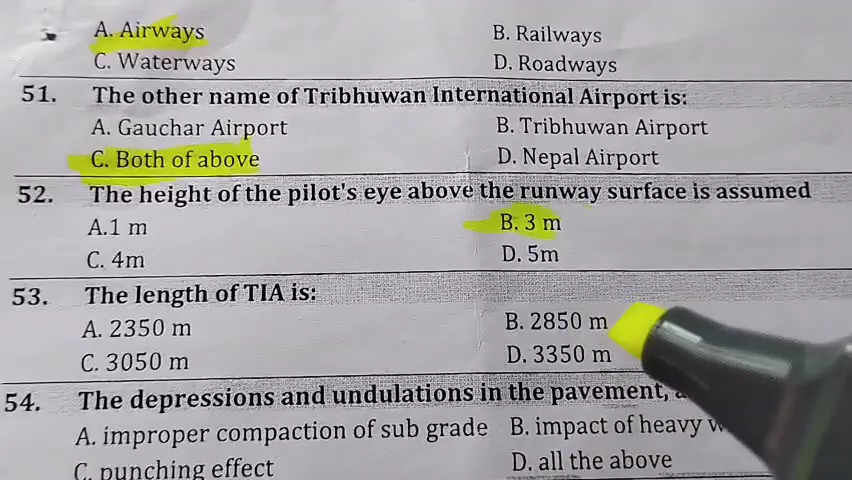 A. Airways B. Railways
C. Waterways D. Roadways
51. The other name of Tribhuwan International Airport is:
A. Gauchar Airport B. Tribhuwan Airport
C. Both of above D. Nepal Airport
52. The height of the pilot's eye above the runway surface is assumed
A.1 m B. 3 m
C. 4m D. 5m
53. The length of TIA is:
A. 2350 m B. 2850 m
C. 3050 m D. 3350 m
54. The depressions and undulations in the pavement,
A. improper compaction of sub grade B. impact of heavy
C. punching effect D. all the above